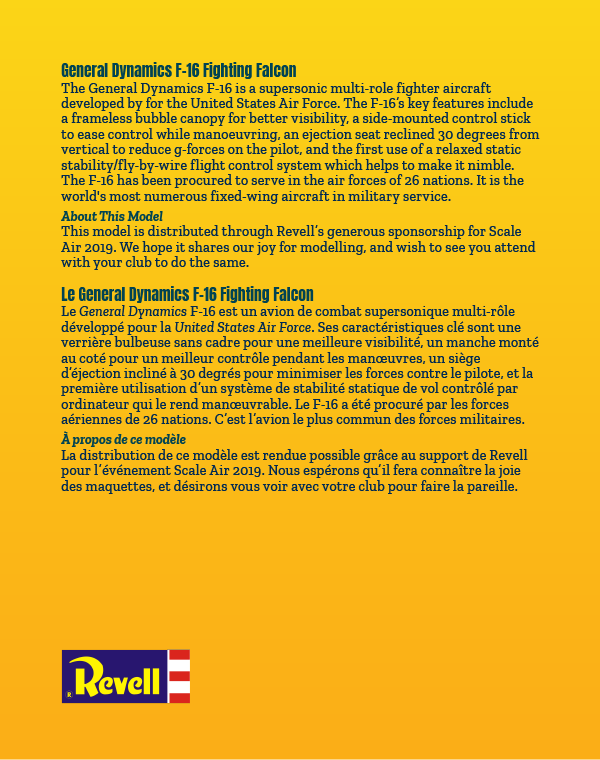 General Dynamics F-16 Fighting Falcon
The General Dynamics F-16 is a supersonic multi-role fighter aircraft
developed by for the United States Air Force. The F-16’s key features include
a frameless bubble canopy for better visibility, a side-mounted control stick
to ease control while manoeuvring, an ejection seat reclined 30 degrees from
vertical to reduce g-forces on the pilot, and the first use of a relaxed static
stability/fly-by-wire flight control system which helps to make it nimble.
The F-16 has been procured to serve in the air forces of 26 nations. It is the
world's most numerous fixed-wing aircraft in military service.
About This Model
This model is distributed through Revell’s generous sponsorship for Scale
Air 2019. We hope it shares our joy for modelling, and wish to see you attend
with your club to do the same.
Le General Dynamics F-16 Fighting Falcon
Le General Dynamics F-16 est un avion de combat supersonique multi-rôle
développé pour la United States Air Force. Ses caractéristiques clé sont une
verrière bulbeuse sans cadre pour une meilleure visibilité, un manche monté
au coté pour un meilleur contrôle pendant les manœuvres, un siège
d’éjection incliné à 30 degrés pour minimiser les forces contre le pilote, et la
première utilisation d’un système de stabilité statique de vol contrôlé par
ordinateur qui le rend manœuvrable. Le F-16 a été procuré par les forces
aériennes de 26 nations. C’est l’avion le plus commun des forces militaires.
À propos de ce modèle
La distribution de ce modèle est rendue possible grâce au support de Revell
pour l’événement Scale Air 2019. Nous espérons qu’il fera connaître la joie
des maquettes, et désirons vous voir avec votre club pour faire la pareille.
® Revell